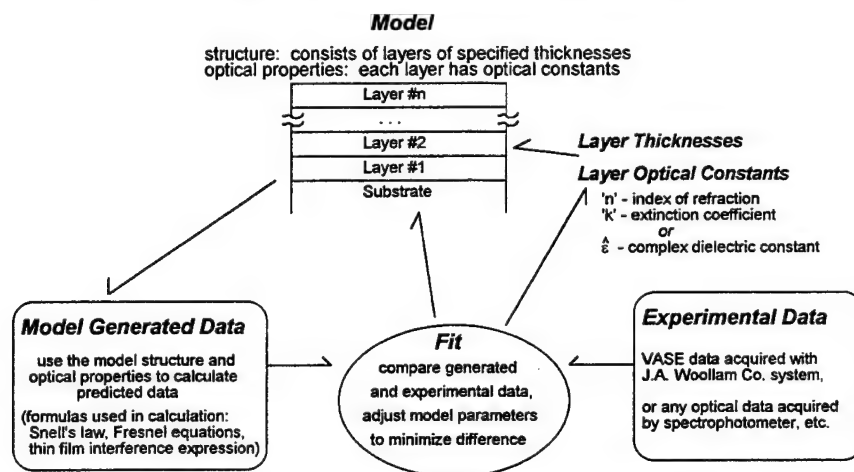 Model
structure: consists of layers of specified thicknesses
optical properties: each layer has optical constants
Layer #n
...
Layer #2
Layer #1
Substrate
Layer Thicknesses
Layer Optical Constants
'n' - index of refraction
'k' - extinction coefficient
or
ε̂ - complex dielectric constant
Model Generated Data
use the model structure and
optical properties to calculate
predicted data
(formulas used in calculation:
Snell's law, Fresnel equations,
thin film interference expression)
Fit
compare generated
and experimental data,
adjust model parameters
to minimize difference
Experimental Data
VASE data acquired with
J.A. Woollam Co. system,
or any optical data acquired
by spectrophotometer, etc.